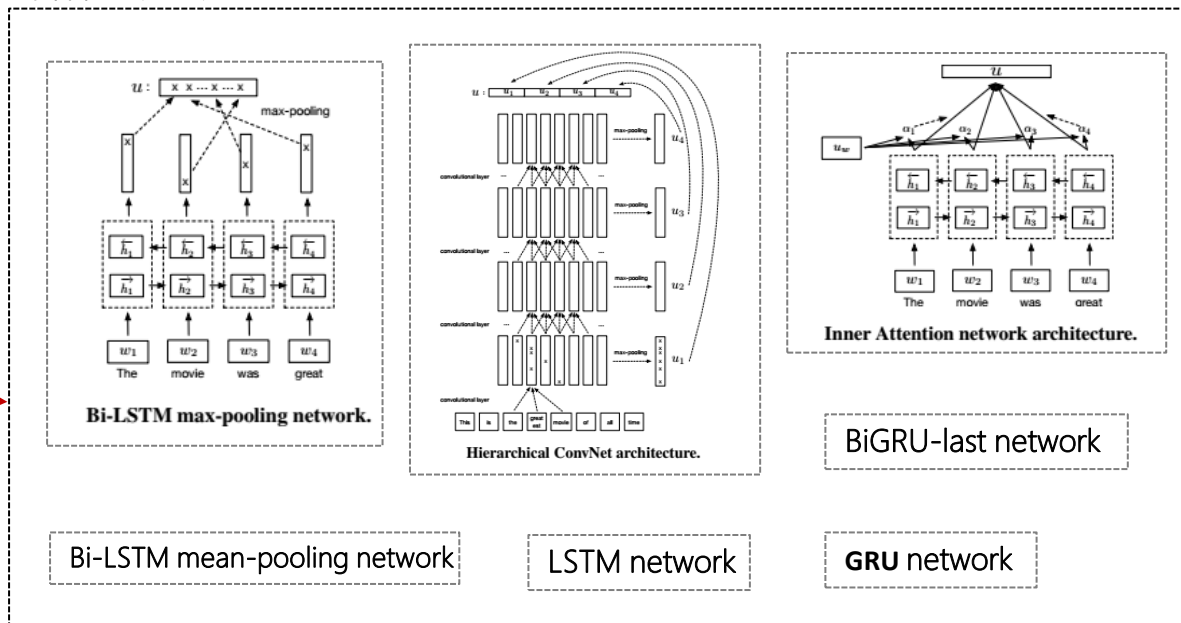 u :
x x ... x ... x
max-pooling
x
x
x
x
h1
h2
h3
h4
h1
h2
h3
h4
w1
w2
w3
w4
The
movie
was
great
Bi-LSTM max-pooling network.
u :
u1
u2
u3
u4
max-pooling
u4
convolutional layer
...
...
max-pooling
u3
convolutional layer
...
...
max-pooling
u2
convolutional layer
...
...
max-pooling
u1
convolutional layer
This
is
the
great
est
movie
of
all
time
Hierarchical ConvNet architecture.
u
α1
α2
α3
α4
uw
h1
h2
h3
h4
h1
h2
h3
h4
w1
w2
w3
w4
The
movie
was
great
Inner Attention network architecture.
BiGRU-last network
Bi-LSTM mean-pooling network
LSTM network
GRU network